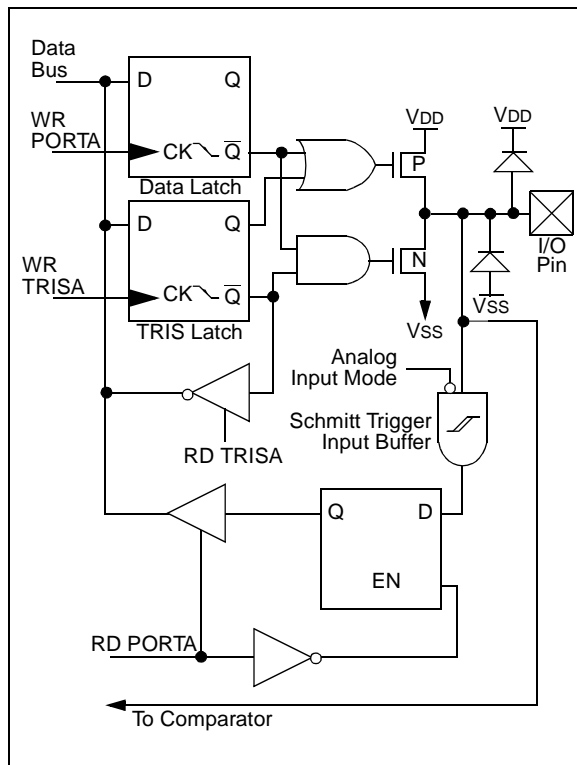 Data
Bus
D
Q
WR
PORTA
CK
Q
VDD
VDD
P
Data Latch
D
Q
I/O
Pin
WR
TRISA
CK
Q
N
VSS
VSS
TRIS Latch
Analog
Input Mode
Schmitt Trigger
Input Buffer
RD TRISA
Q
D
EN
RD PORTA
To Comparator